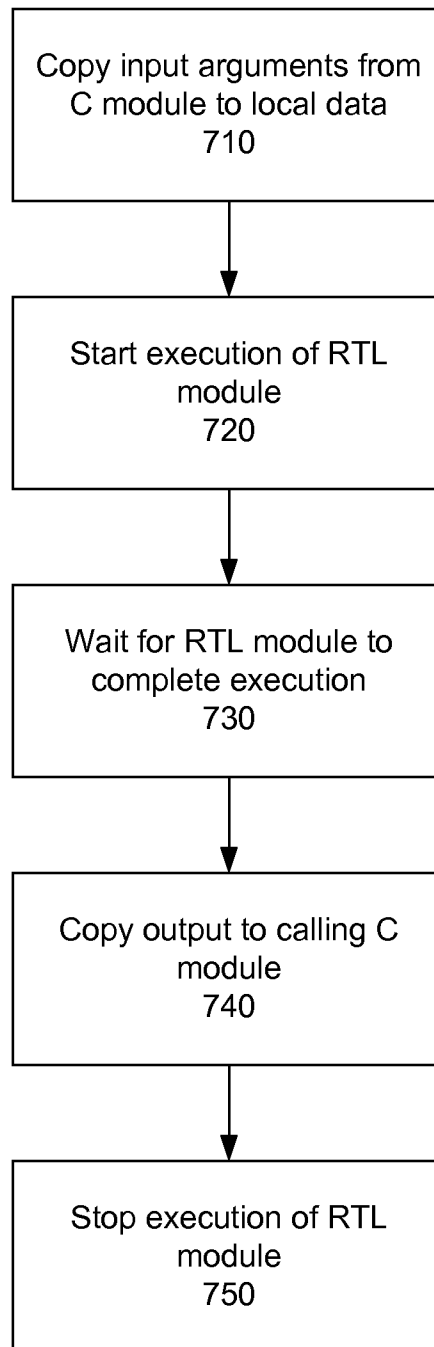 Copy input arguments from
C module to local data
710
Start execution of RTL
module
720
Wait for RTL module to
complete execution
730
Copy output to calling C
module
740
Stop execution of RTL
module
750